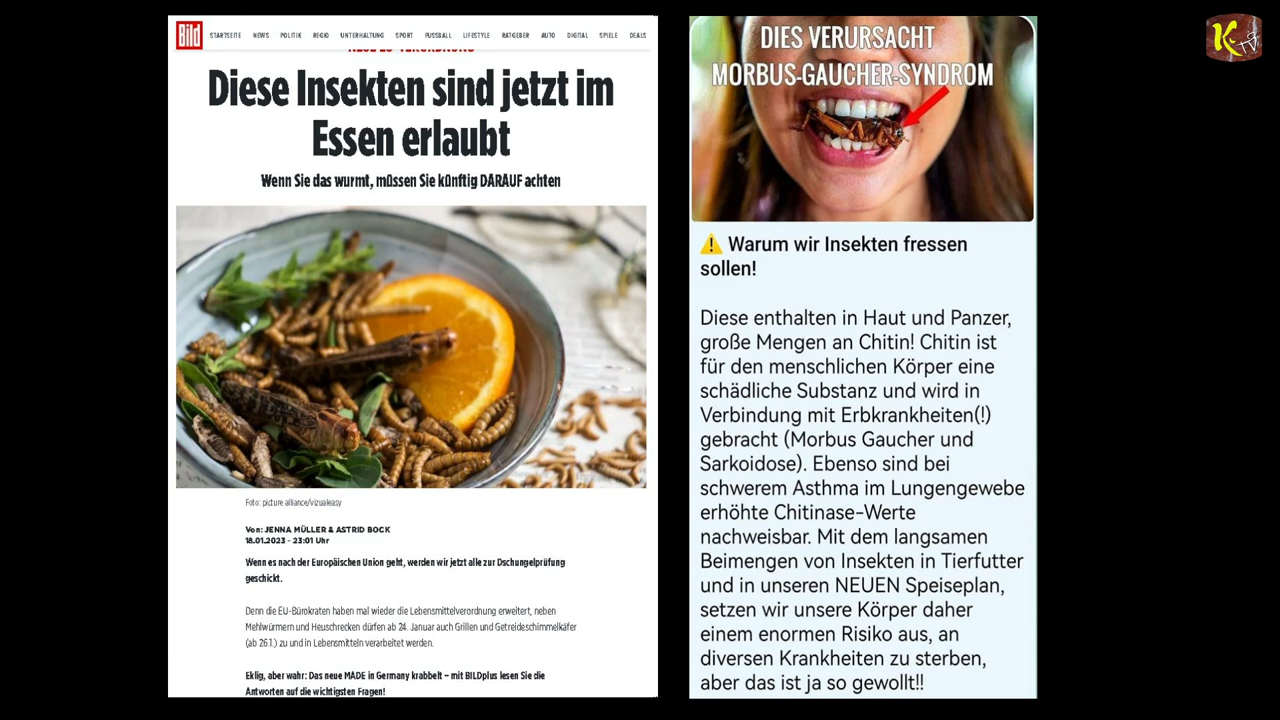 Bild STARTSEITE NEWS POLITIK REGIO UNTERHALTUNG SPORT FUSSBALL LIFESTYLE RATGEBER AUTO DIGITAL SPIELE DEALS
NEUE EU-VERORDNUNG
Diese Insekten sind jetzt im
Essen erlaubt
Wenn Sie das wurmt, müssen Sie künftig DARAUF achten
Foto: picture alliance/vizualeasy
Von: JENNA MÜLLER & ASTRID BOCK
18.01.2023 - 23:01 Uhr
Wenn es nach der Europäischen Union geht, werden wir jetzt alle zur Dschungelprüfung
geschickt.
Denn die EU-Bürokraten haben mal wieder die Lebensmittelverordnung erweitert, neben
Mehlwürmern und Heuschrecken dürfen ab 24. Januar auch Grillen und Getreideschimmelkäfer
(ab 26.1.) zu und in Lebensmitteln verarbeitet werden.
Eklig, aber wahr: Das neue MADE in Germany krabbelt – mit BILDplus lesen Sie die
Antworten auf die wichtigsten Fragen!
DIES VERURSACHT
MORBUS-GAUCHER-SYNDROM
⚠️ Warum wir Insekten fressen
sollen!
Diese enthalten in Haut und Panzer,
große Mengen an Chitin! Chitin ist
für den menschlichen Körper eine
schädliche Substanz und wird in
Verbindung mit Erbkrankheiten(!)
gebracht (Morbus Gaucher und
Sarkoidose). Ebenso sind bei
schwerem Asthma im Lungengewebe
erhöhte Chitinase-Werte
nachweisbar. Mit dem langsamen
Beimengen von Insekten in Tierfutter
und in unseren NEUEN Speiseplan,
setzen wir unsere Körper daher
einem enormen Risiko aus, an
diversen Krankheiten zu sterben,
aber das ist ja so gewollt!!
K TV